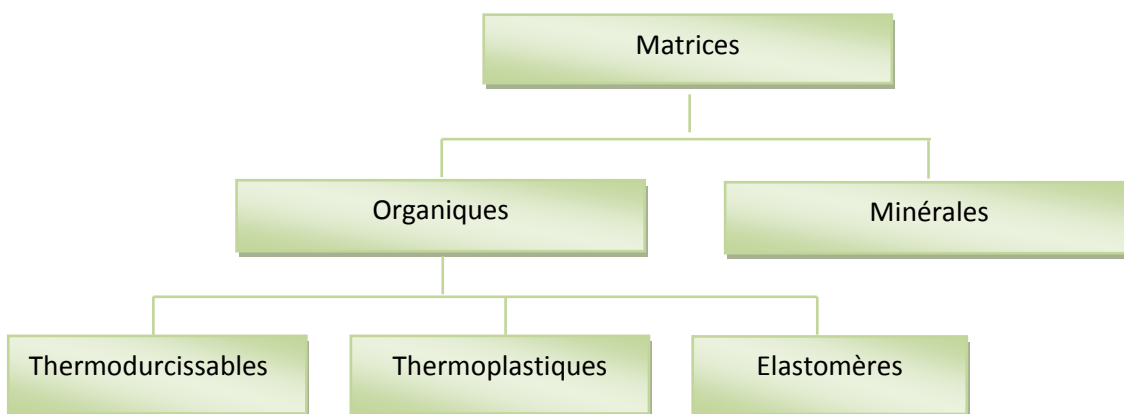 Matrices
Organiques
Minérales
Thermodurcissables
Thermoplastiques
Elastomères